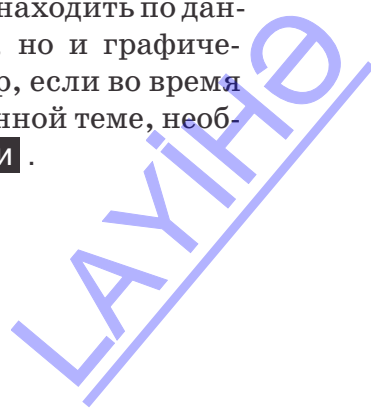 находить по дан-
но и графиче-
р, если во время
нной теме, необ-
и .
LAYİHƏ